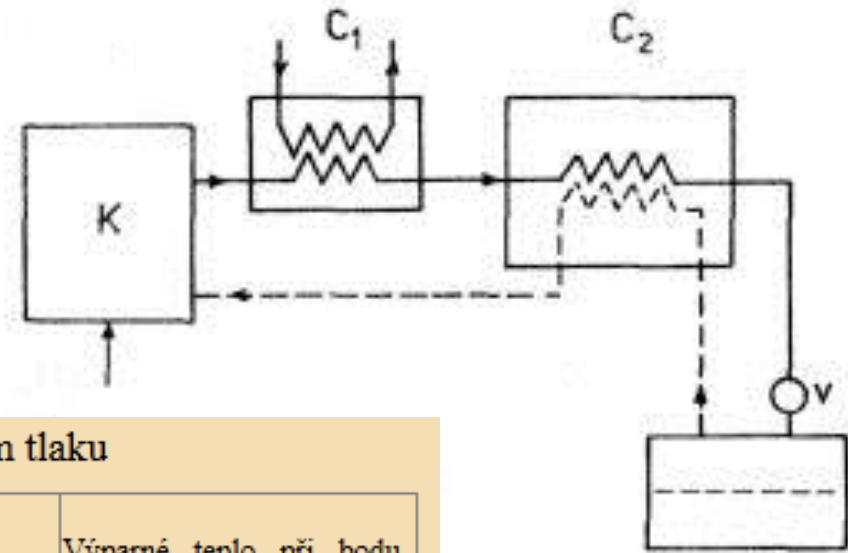 C₁
C₂
K
v
m tlaku
Výparné teplo při bodu